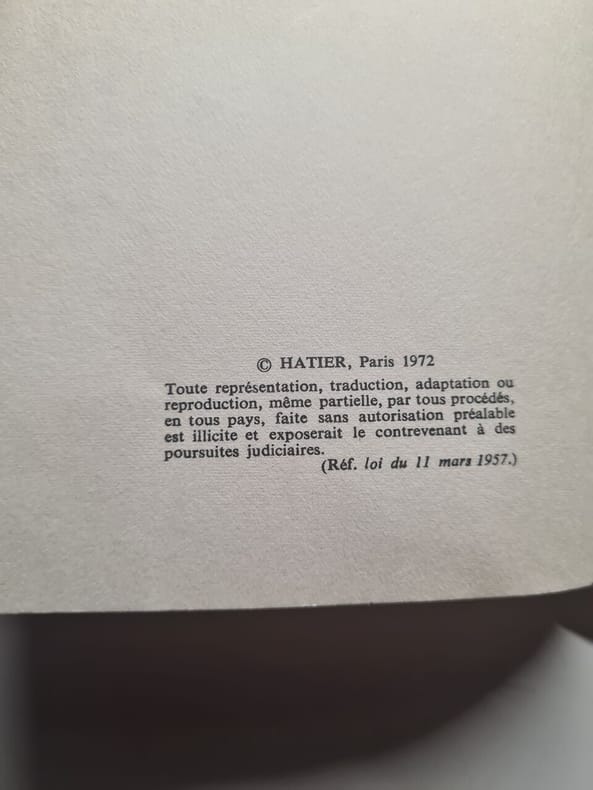 © HATIER, Paris 1972
Toute représentation, traduction, adaptation ou
reproduction, même partielle, par tous procédés,
en tous pays, faite sans autorisation préalable
est illicite et exposerait le contrevenant à des
poursuites judiciaires.
(Réf. loi du 11 mars 1957.)